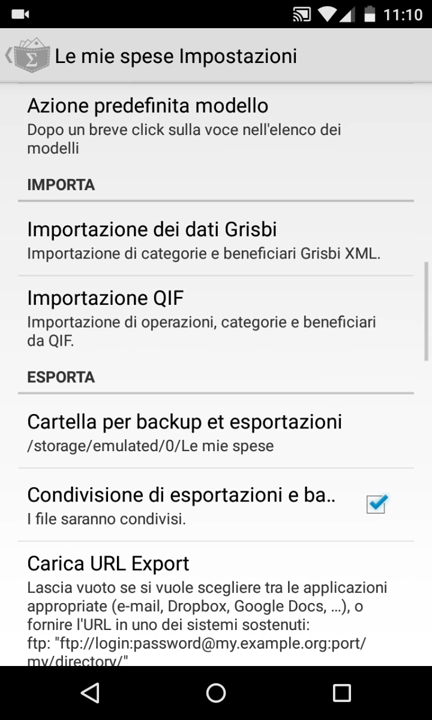 11:10
Le mie spese Impostazioni
Azione predefinita modello
Dopo un breve click sulla voce nell'elenco dei
modelli
IMPORTA
Importazione dei dati Grisbi
Importazione di categorie e beneficiari Grisbi XML.
Importazione QIF
Importazione di operazioni, categorie e beneficiari
da QIF.
ESPORTA
Cartella per backup et esportazioni
/storage/emulated/0/Le mie spese
Condivisione di esportazioni e ba..
I file saranno condivisi.
Carica URL Export
Lascia vuoto se si vuole scegliere tra le applicazioni
appropriate (e-mail, Dropbox, Google Docs, …), o
fornire l'URL in uno dei sistemi sostenuti:
ftp: "ftp://login:password@my.example.org:port/
my/directory/"